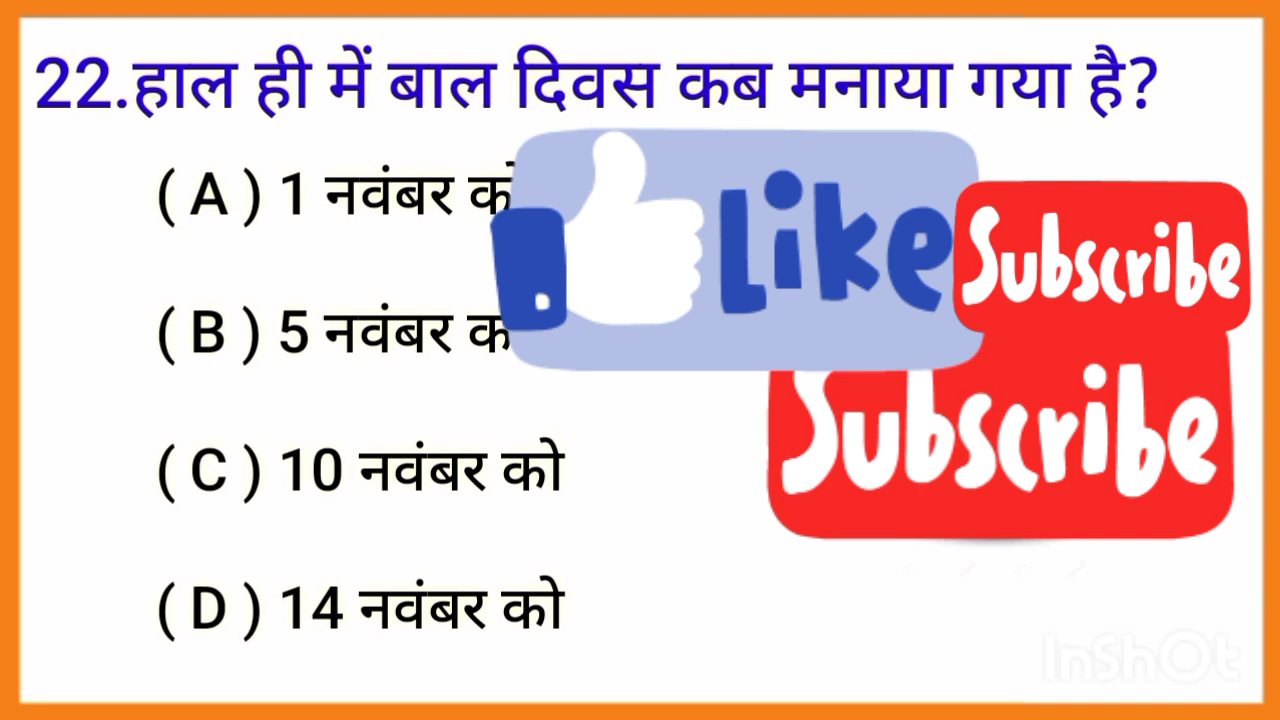 22.हाल ही में बाल दिवस कब मनाया गया है?
( A ) 1 नवंबर को
Like
Subscribe
( B ) 5 नवंबर
Subscribe
( C ) 10 नवंबर को
( D ) 14 नवंबर को
InShOt